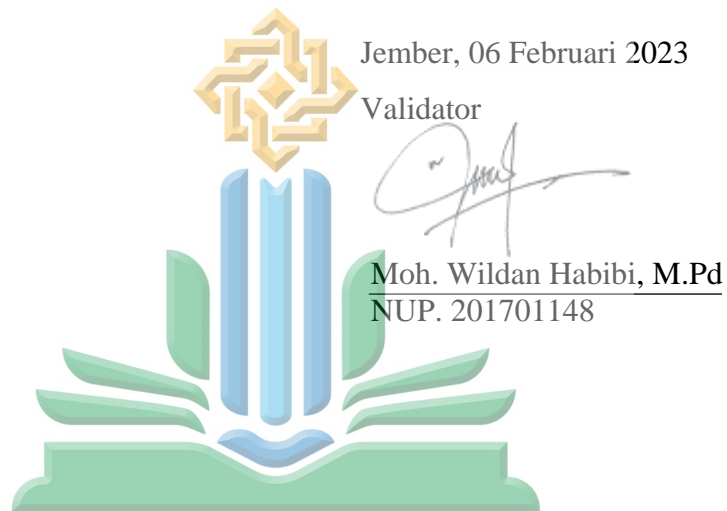 Jember, 06 Februari 2023
Validator
Moh. Wildan Habibi, M.Pd
NUP. 201701148